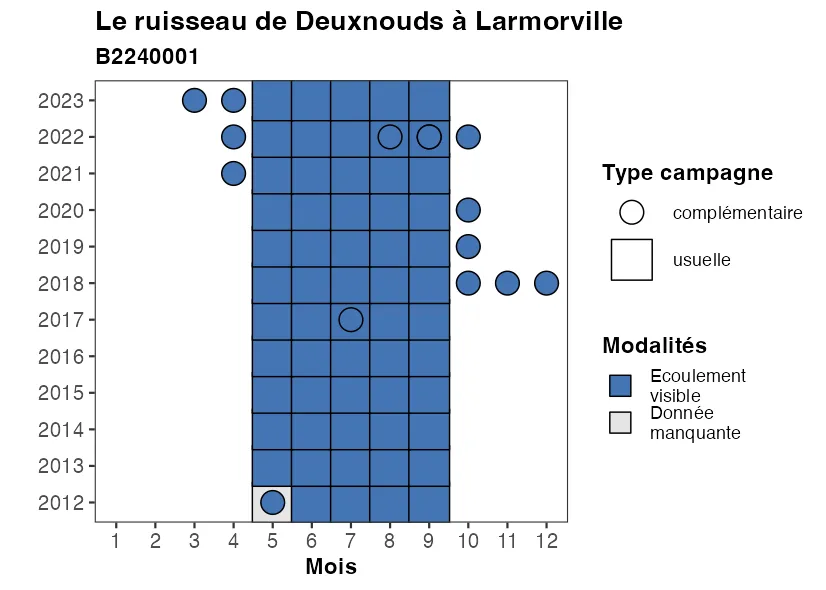 Le ruisseau de Deuxnouds à Larmorville
B2240001
2023
2022
2021
2020
2019
2018
2017
2016
2015
2014
2013
2012
1 2 3 4 5 6 7 8 9 10 11 12
Mois
Type campagne
complémentaire
usuelle
Modalités
Ecoulement
visible
Donnée
manquante